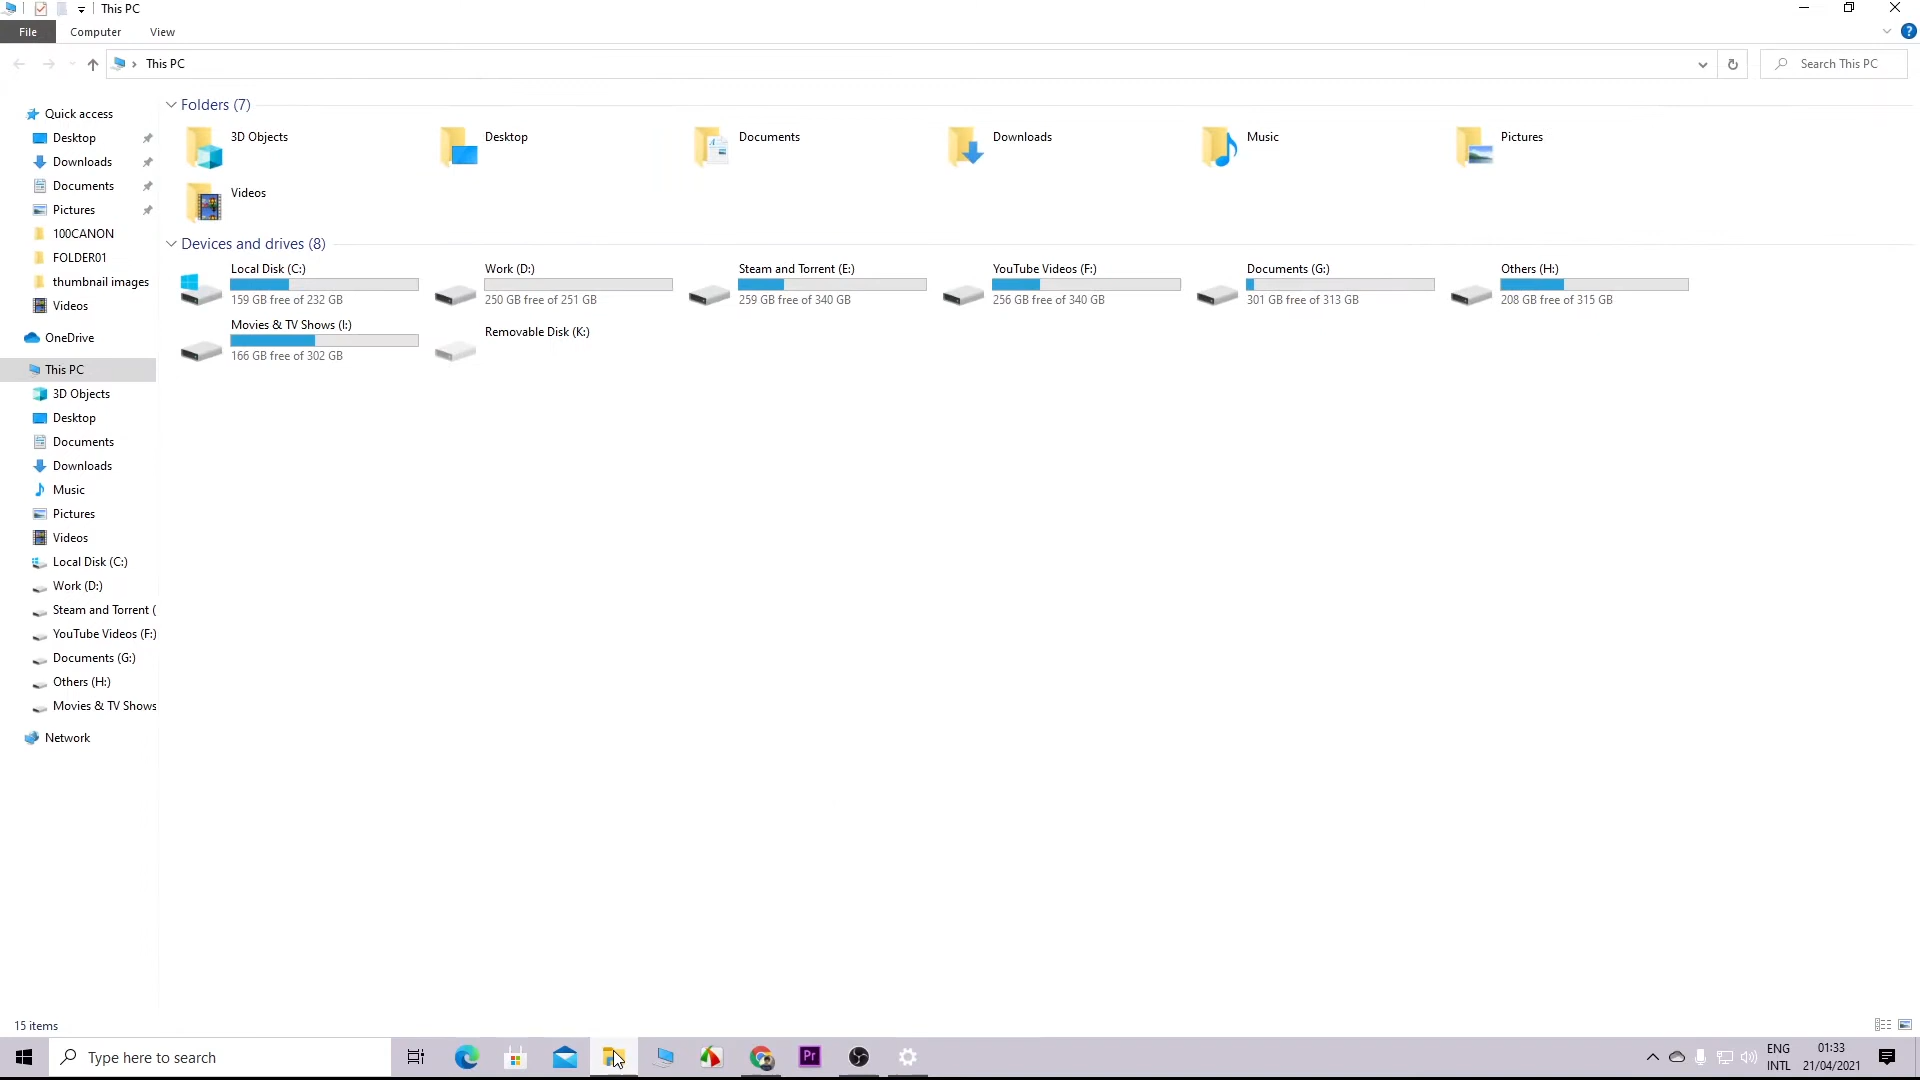 This PC
File Computer View
This PC
Search This PC
Quick access
Desktop
Downloads
Documents
Pictures
100CANON
FOLDER01
thumbnail images
Videos
OneDrive
This PC
3D Objects
Desktop
Documents
Downloads
Music
Pictures
Videos
Local Disk (C:)
Work (D:)
Steam and Torrent (
YouTube Videos (F:)
Documents (G:)
Others (H:)
Movies & TV Shows
Network
Folders (7)
3D Objects
Desktop
Documents
Downloads
Music
Pictures
Videos
Devices and drives (8)
Local Disk (C:)
159 GB free of 232 GB
Work (D:)
250 GB free of 251 GB
Steam and Torrent (E:)
259 GB free of 340 GB
YouTube Videos (F:)
256 GB free of 340 GB
Documents (G:)
301 GB free of 313 GB
Others (H:)
208 GB free of 315 GB
Movies & TV Shows (I:)
166 GB free of 302 GB
Removable Disk (K:)
15 items
Type here to search
Pr
ENG
INTL
01:33
21/04/2021